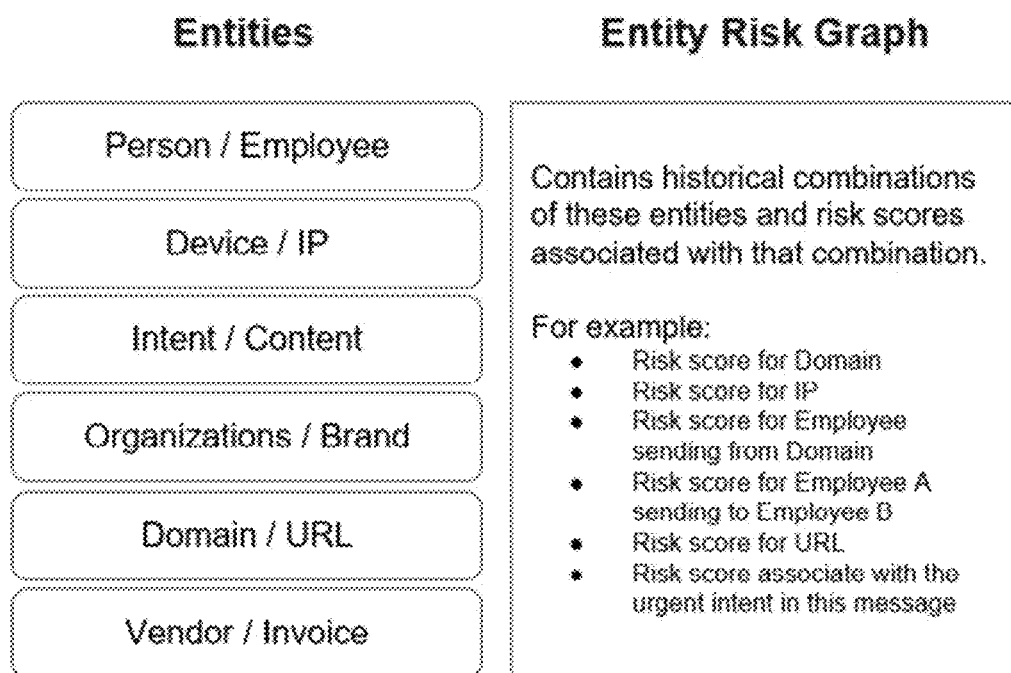 Entities
Entity Risk Graph
Person / Employee
Device / IP
Intent / Content
Organizations / Brand
Domain / URL
Vendor / Invoice
Contains historical combinations
of these entities and risk scores
associated with that combination.
For example:
• Risk score for Domain
• Risk score for IP
• Risk score for Employee
sending from Domain
• Risk score for Employee A
sending to Employee B
• Risk score for URL
• Risk score associate with the
urgent intent in this message